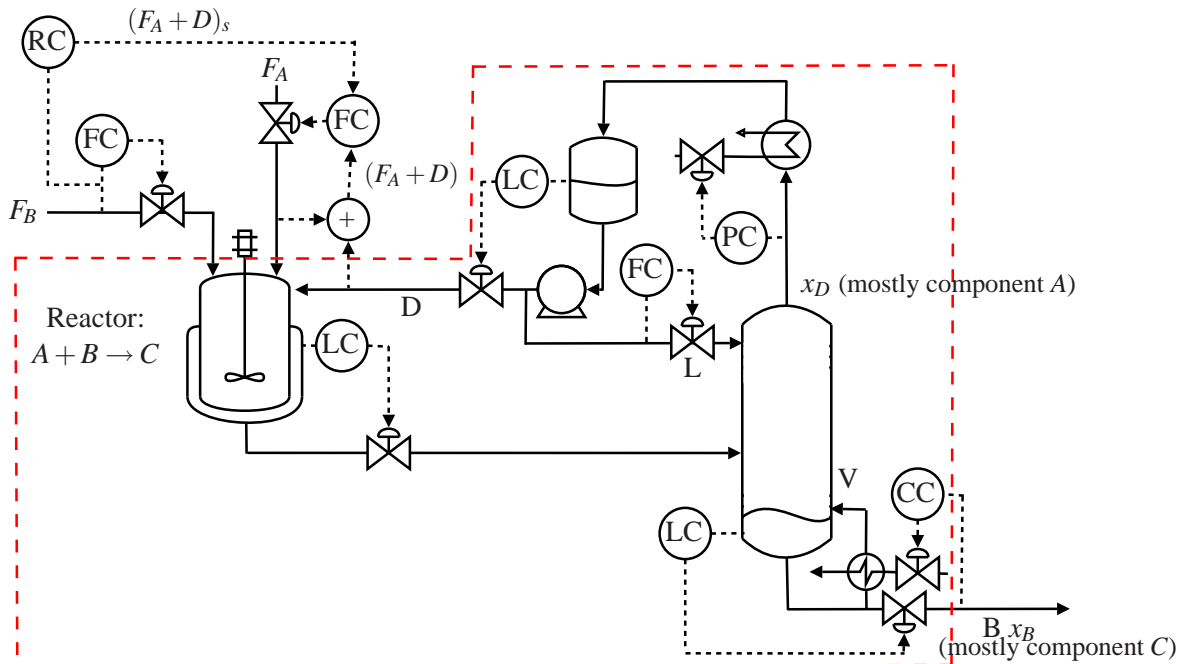 RC
(F_A + D)_s
F_A
FC
FC
(F_A + D)
LC
F_B
+
PC
FC
x_D (mostly component A)
D
Reactor:
A + B → C
LC
L
V
CC
LC
B x_B
(mostly component C)